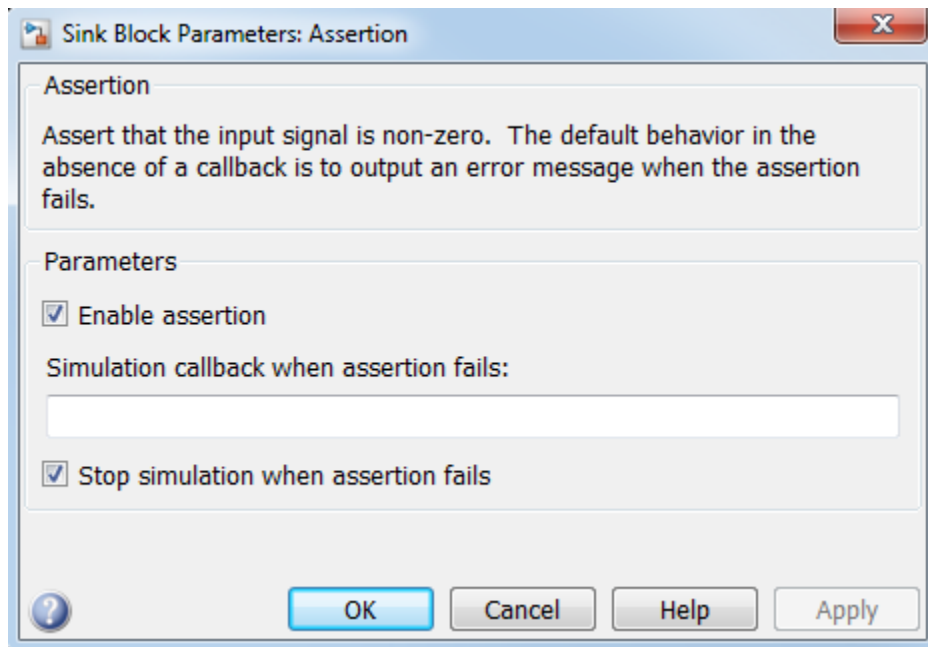 Sink Block Parameters: Assertion
Assertion
Assert that the input signal is non-zero.  The default behavior in the
absence of a callback is to output an error message when the assertion
fails.
Parameters
Enable assertion
Simulation callback when assertion fails:
Stop simulation when assertion fails
OK Cancel Help Apply